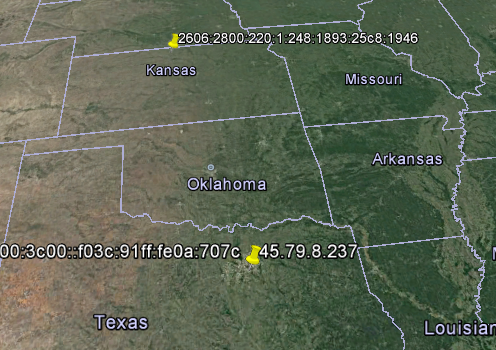 2606:2800:220:1:248:1893:25c8:1946
Kansas
Missouri
Arkansas
Oklahoma
00:3c00::f03c:91ff:fe0a:707c 45.79.8.237
Texas
Louisian